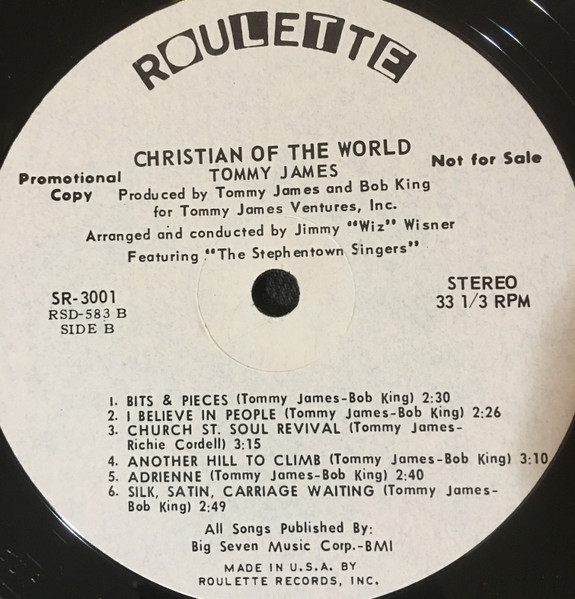 ROULETTE
CHRISTIAN OF THE WORLD
TOMMY JAMES
Promotional Copy
Not for Sale
Produced by Tommy James and Bob King
for Tommy James Ventures, Inc.
Arranged and conducted by Jimmy "Wiz" Wisner
Featuring "The Stephentown Singers"
SR-3001
RSD-583 B
SIDE B
STEREO
33 1/3 RPM
1. BITS & PIECES (Tommy James-Bob King) 2:30
2. I BELIEVE IN PEOPLE (Tommy James-Bob King) 2:26
3. CHURCH ST. SOUL REVIVAL (Tommy James-
Richie Cordell) 3:15
4. ANOTHER HILL TO CLIMB (Tommy James-Bob King) 3:10
5. ADRIENNE (Tommy James-Bob King) 2:40
6. SILK, SATIN, CARRIAGE WAITING (Tommy James-
Bob King) 2:49
All Songs Published By:
Big Seven Music Corp.-BMI
MADE IN U.S.A. BY
ROULETTE RECORDS, INC.